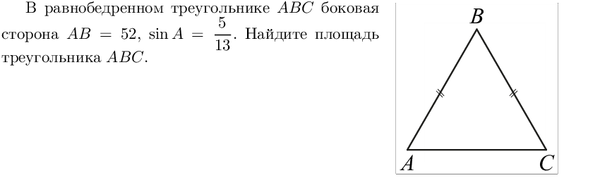 В равнобедренном треугольнике ABC боковая
сторона AB = 52, sin A = 5/13. Найдите площадь
треугольника ABC.
B
A
C